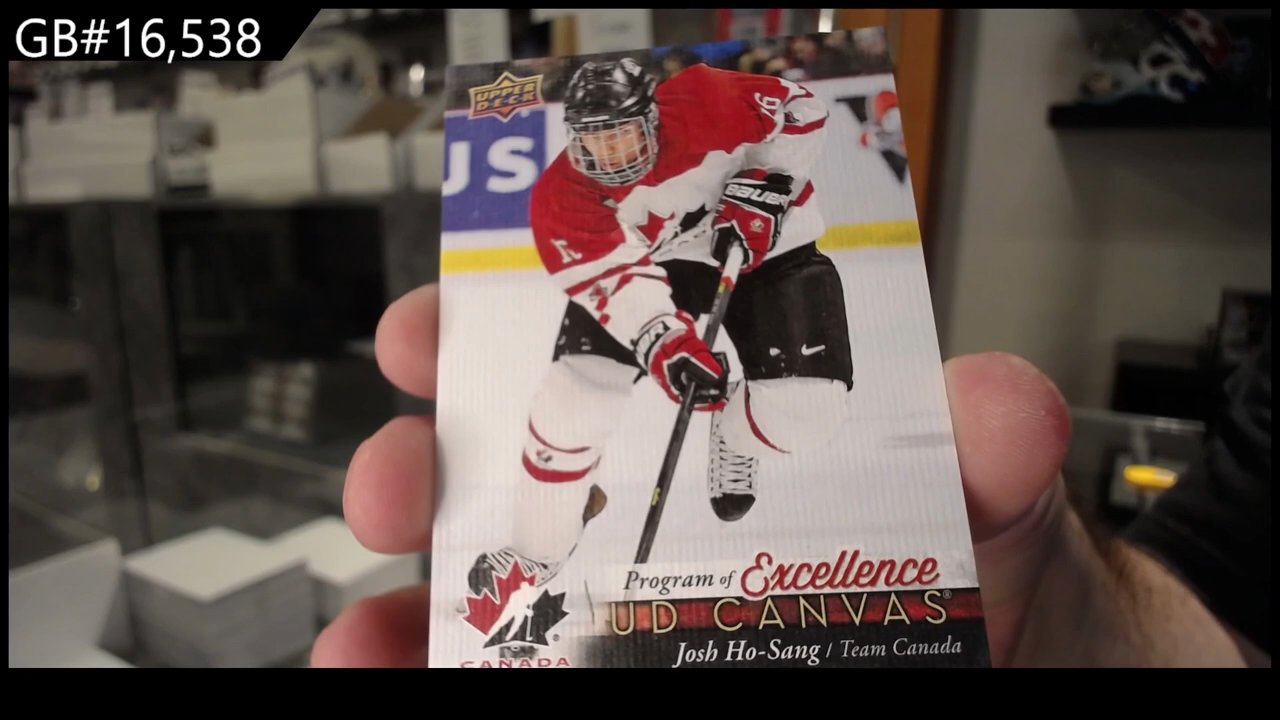 GB#16,538
UPPER
DECK
US
BAUER
Program of Excellence
UD CANVAS®
Josh Ho-Sang / Team Canada
CANADA